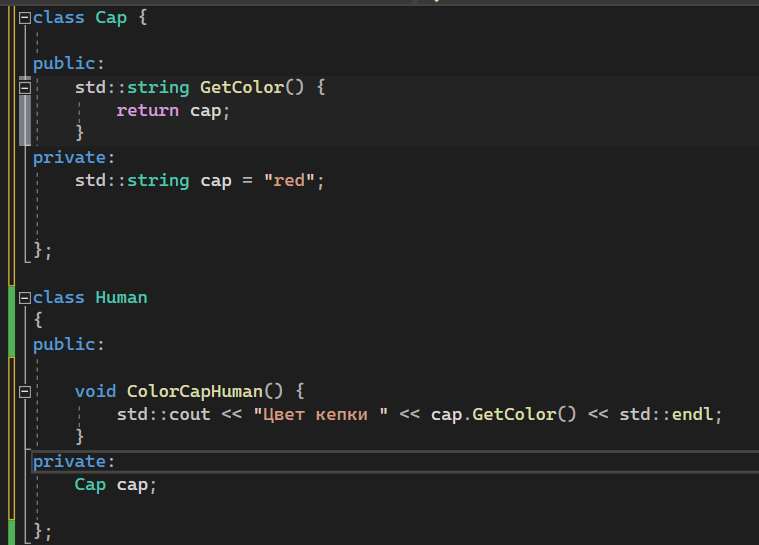 class Cap {
public:
std::string GetColor() {
return cap;
}
private:
std::string cap = "red";
};
class Human
{
public:
void ColorCapHuman() {
std::cout << "Цвет кепки " << cap.GetColor() << std::endl;
}
private:
Cap cap;
};